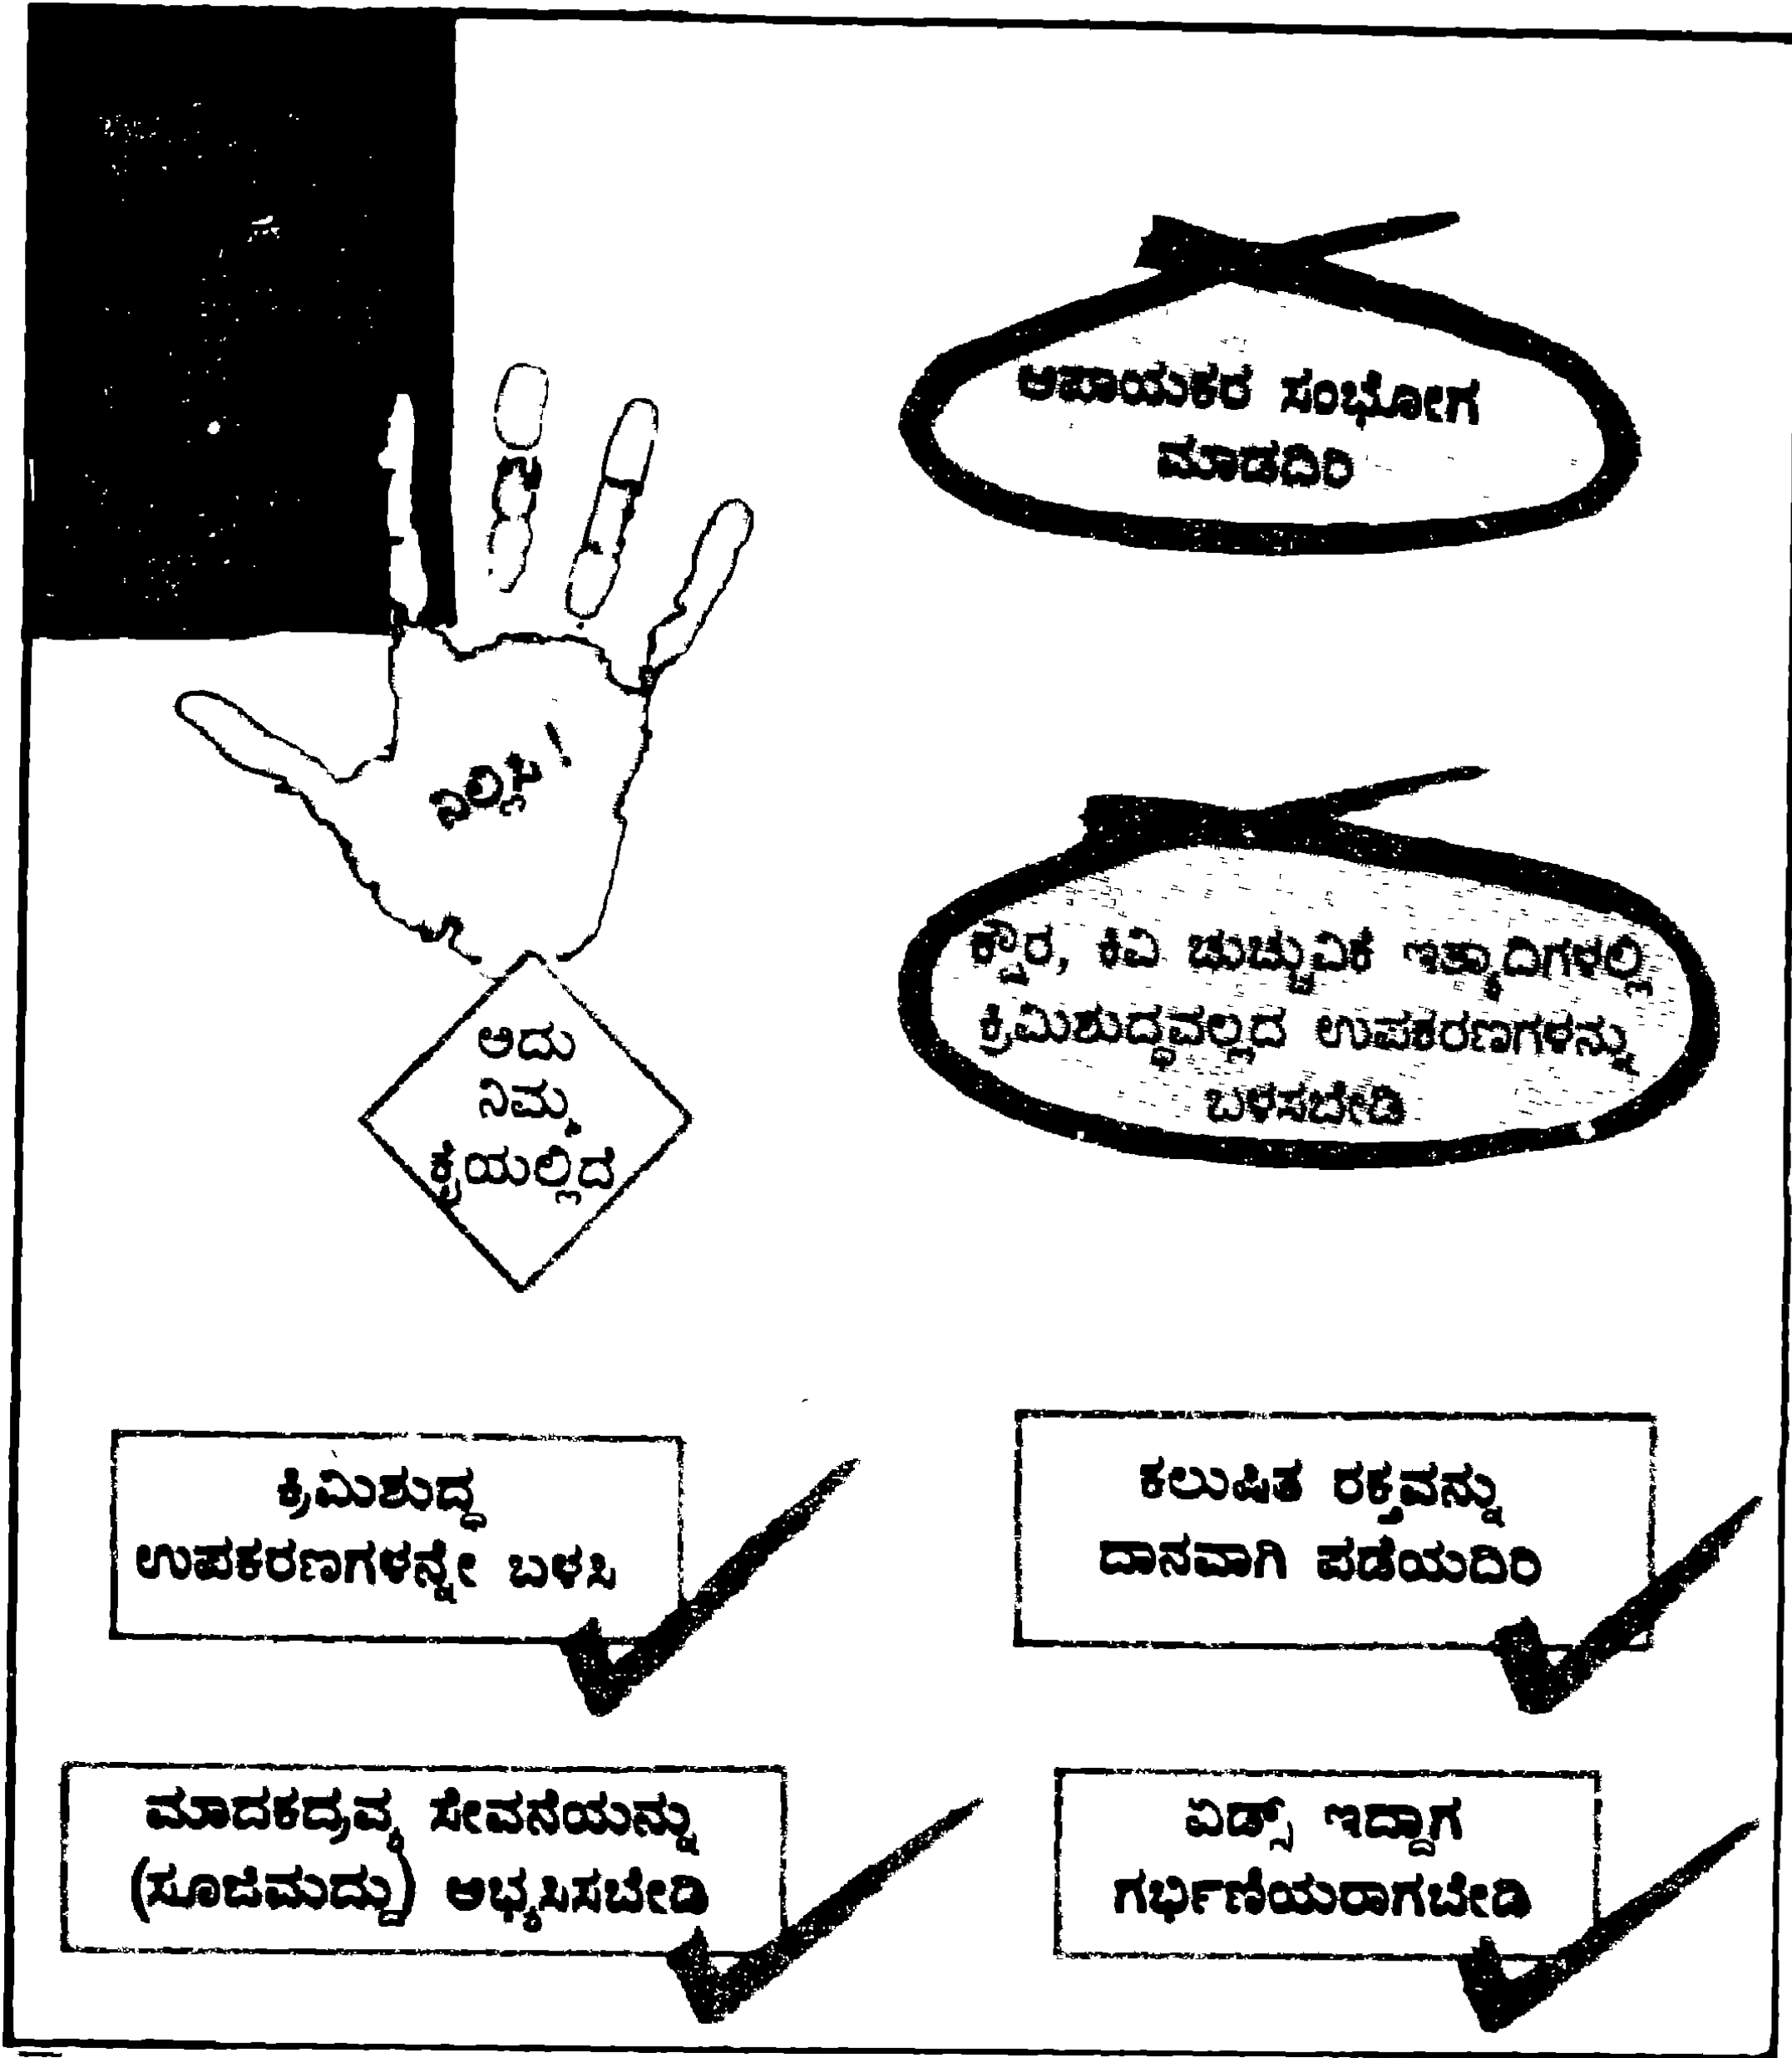 ಅಪಾಯಕರ ಸಂಭೋಗ
ಮಾಡದಿರಿ
ನಿಲ್ಲಿಸಿ!
ಕ್ಷೌರ, ಕಿವಿ ಚುಚ್ಚುವಿಕೆ ಇತ್ಯಾದಿಗಳಲ್ಲಿ
ಕ್ರಿಮಿಶುದ್ಧವಲ್ಲದ ಉಪಕರಣಗಳನ್ನು
ಬಳಸಬೇಡಿ
ಅದು
ನಿಮ್ಮ
ಕೈಯಲ್ಲಿದೆ
ಕ್ರಿಮಿಶುದ್ಧ
ಉಪಕರಣಗಳನ್ನೇ ಬಳಸಿ
ಕಲುಷಿತ ರಕ್ತವನ್ನು
ದಾನವಾಗಿ ಪಡೆಯದಿರಿ
ಮಾದಕದ್ರವ್ಯ ಸೇವನೆಯನ್ನು
(ಸೂಜಿಮದ್ದು) ಅಭ್ಯಸಿಸಬೇಡಿ
ಏಡ್ಸ್ ಇದ್ದಾಗ
ಗರ್ಭಿಣಿಯರಾಗಬೇಡಿ